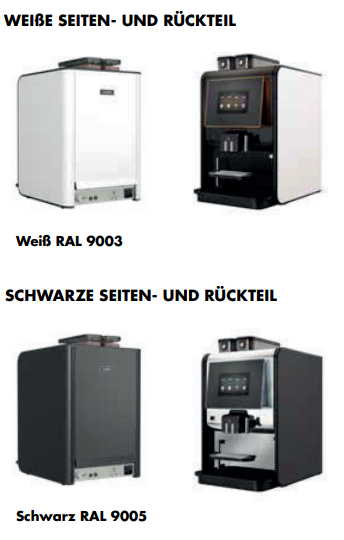 WEIẞE SEITEN- UND RÜCKTEIL
Weiß RAL 9003
SCHWARZE SEITEN- UND RÜCKTEIL
Schwarz RAL 9005